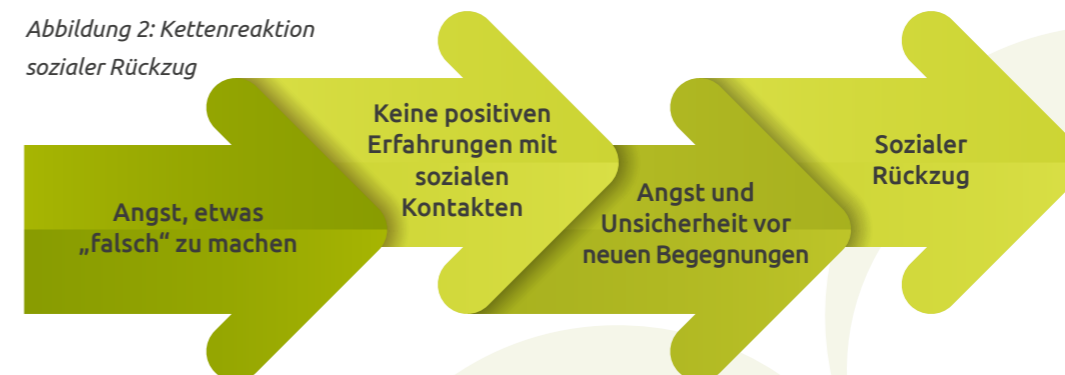 Abbildung 2: Kettenreaktion
sozialer Rückzug
Angst, etwas
„falsch“ zu machen
Keine positiven
Erfahrungen mit
sozialen
Kontakten
Angst und
Unsicherheit vor
neuen Begegnungen
Sozialer
Rückzug